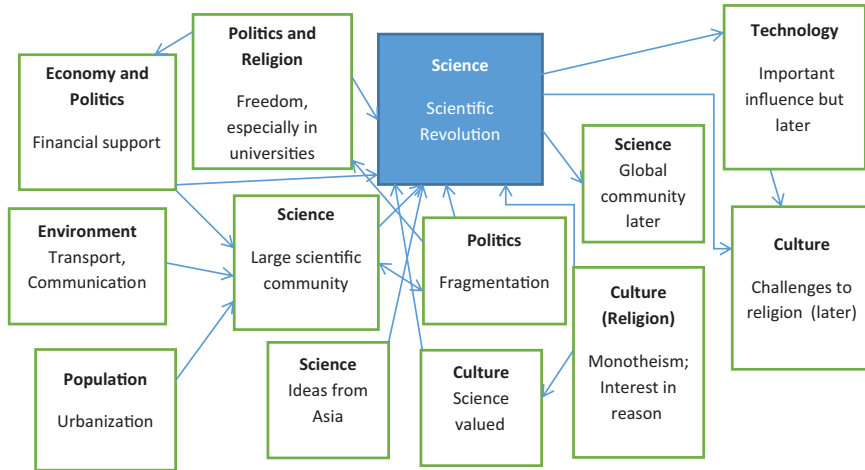 Economy and
Politics
Financial support
Politics and
Religion
Freedom,
especially in
universities
Science
Scientific
Revolution
Technology
Important
influence but
later
Science
Global
community
later
Environment
Transport,
Communication
Science
Large scientific
community
Politics
Fragmentation
Culture
(Religion)
Monotheism;
Interest in
reason
Culture
Challenges to
religion (later)
Population
Urbanization
Science
Ideas from
Asia
Culture
Science
valued